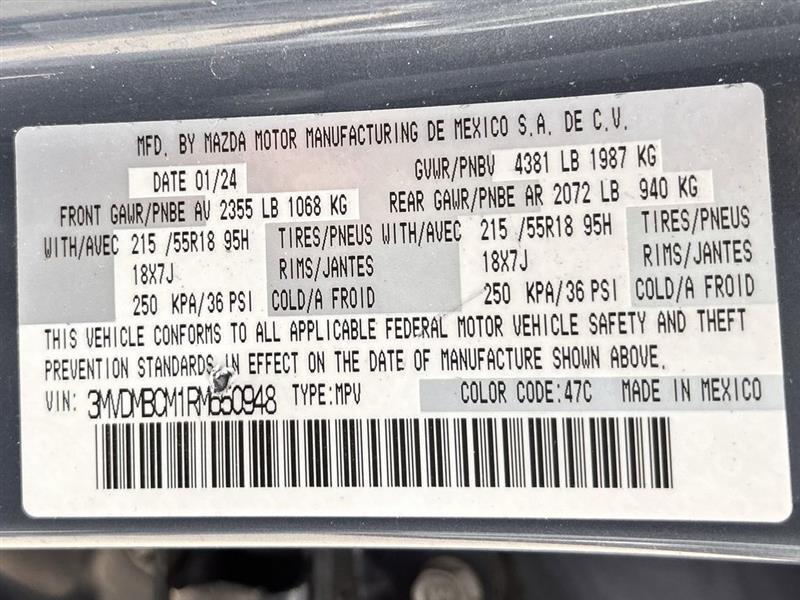 MFD. BY MAZDA MOTOR MANUFACTURING DE MEXICO S.A. DE C.V.
DATE 01/24 GVWR/PNBV 4381 LB 1987 KG
FRONT GAWR/PNBE AV 2355 LB 1068 KG REAR GAWR/PNBE AR 2072 LB 940 KG
WITH/AVEC 215 /55R18 95H TIRES/PNEUS WITH/AVEC 215 /55R18 95H TIRES/PNEUS
18X7J RIMS/JANTES 18X7J RIMS/JANTES
250 KPA/36 PSI COLD/A FROID 250 KPA/36 PSI COLD/A FROID
THIS VEHICLE CONFORMS TO ALL APPLICABLE FEDERAL MOTOR VEHICLE SAFETY AND THEFT
PREVENTION STANDARDS IN EFFECT ON THE DATE OF MANUFACTURE SHOWN ABOVE.
VIN: 3MVDMBCM1RM650948 TYPE:MPV COLOR CODE:47C MADE IN MEXICO